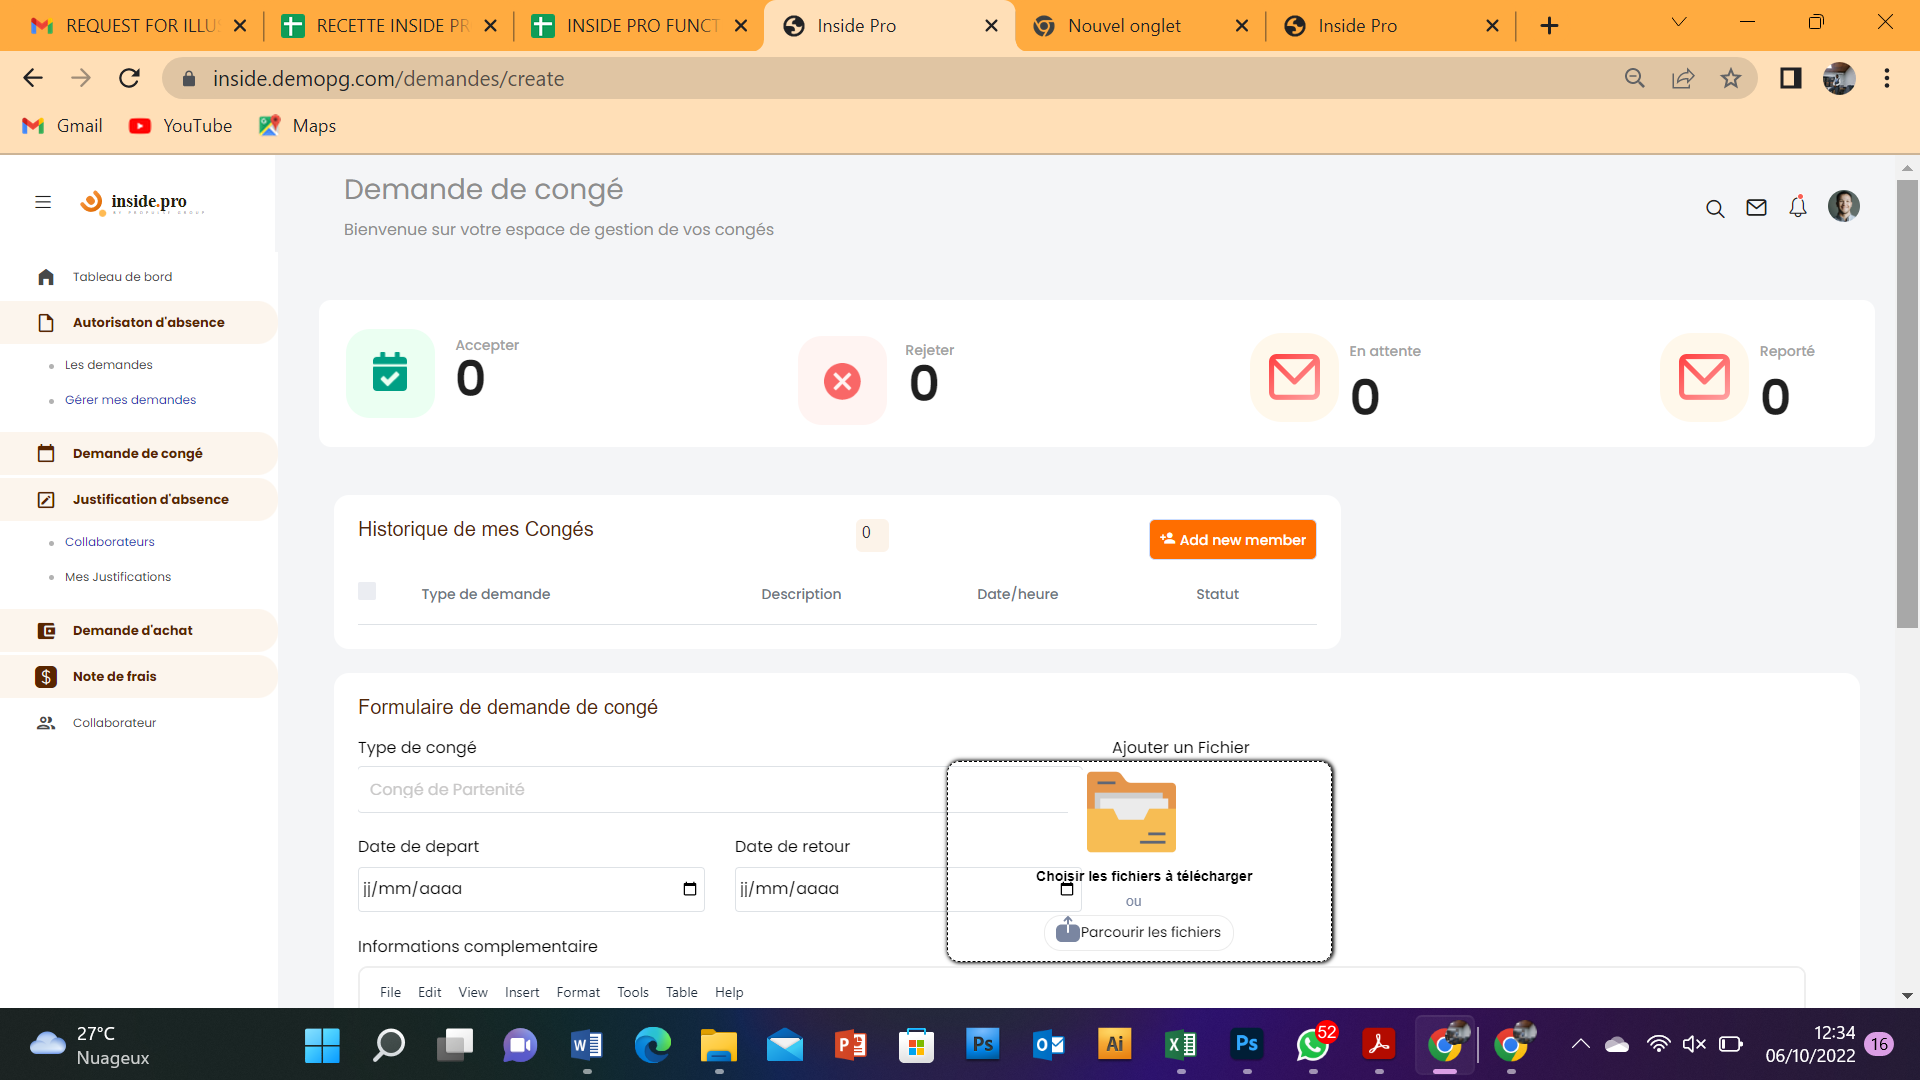 REQUEST FOR ILLUS
RECETTE INSIDE PR
INSIDE PRO FUNCT
Inside Pro
Nouvel onglet
Inside Pro
inside.demopg.com/demandes/create
Gmail
YouTube
Maps
inside.pro
BY PROPULSE GROUP
Demande de congé
Bienvenue sur votre espace de gestion de vos congés
Tableau de bord
Autorisaton d'absence
Les demandes
Gérer mes demandes
Demande de congé
Justification d'absence
Collaborateurs
Mes Justifications
Demande d'achat
Note de frais
Collaborateur
Accepter
0
Rejeter
0
En attente
0
Reporté
0
Historique de mes Congés
0
Add new member
Type de demande
Description
Date/heure
Statut
Formulaire de demande de congé
Type de congé
Ajouter un Fichier
Congé de Partenité
Date de depart
Date de retour
jj/mm/aaaa
jj/mm/aaaa
Choisir les fichiers à télécharger
ou
Parcourir les fichiers
Informations complementaire
File Edit View Insert Format Tools Table Help
27°C
Nuageux
52
12:34
06/10/2022
16